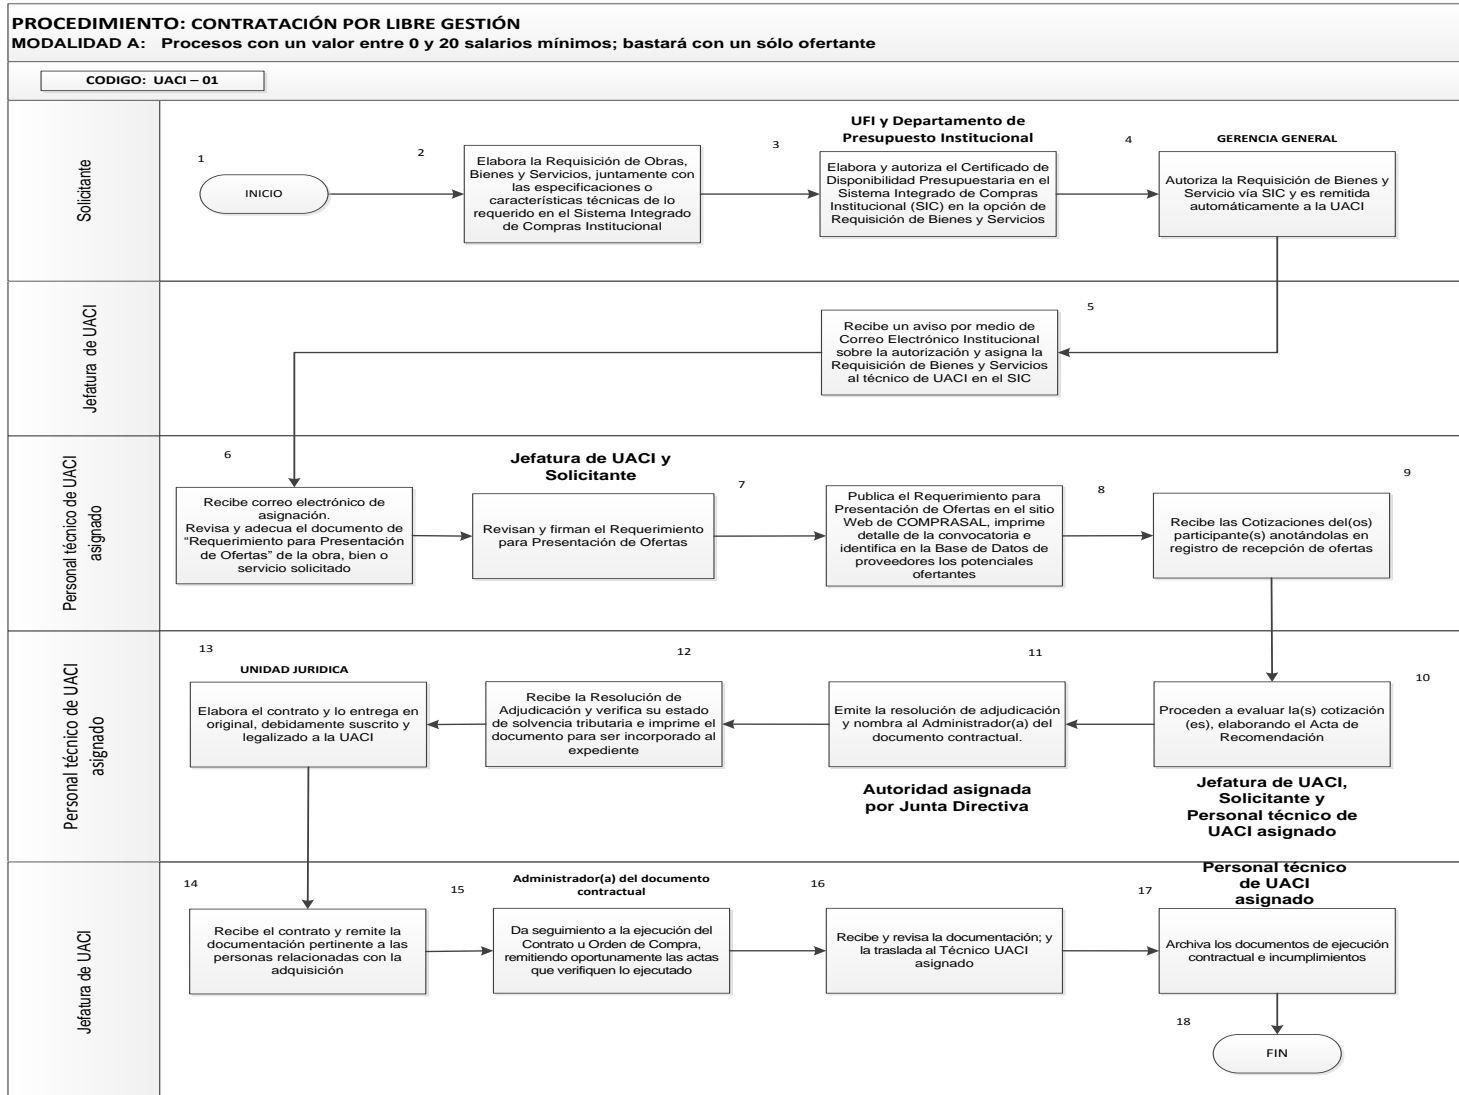 PROCEDIMIENTO: CONTRATACIÓN POR LIBRE GESTIÓN
MODALIDAD A: Procesos con un valor entre 0 y 20 salarios mínimos; bastará con un sólo ofertante
CODIGO: UACI – 01
Solicitante
1
INICIO
2
Elabora la Requisición de Obras,
Bienes y Servicios, juntamente con
las especificaciones o
características técnicas de lo
requerido en el Sistema Integrado
de Compras Institucional
UFI y Departamento de
Presupuesto Institucional
3
Elabora y autoriza el Certificado de
Disponibilidad Presupuestaria en el
Sistema Integrado de Compras
Institucional (SIC) en la opción de
Requisición de Bienes y Servicios
4
GERENCIA GENERAL
Autoriza la Requisición de Bienes y
Servicio vía SIC y es remitida
automáticamente a la UACI
Jefatura de UACI
5
Recibe un aviso por medio de
Correo Electrónico Institucional
sobre la autorización y asigna la
Requisición de Bienes y Servicios
al técnico de UACI en el SIC
Personal técnico de UACI
asignado
6
Recibe correo electrónico de
asignación.
Revisa y adecua el documento de
“Requerimiento para Presentación
de Ofertas” de la obra, bien o
servicio solicitado
Jefatura de UACI y
Solicitante
7
Revisan y firman el Requerimiento
para Presentación de Ofertas
8
Publica el Requerimiento para
Presentación de Ofertas en el sitio
Web de COMPRASAL, imprime
detalle de la convocatoria e
identifica en la Base de Datos de
proveedores los potenciales
ofertantes
9
Recibe las Cotizaciones del(os)
participante(s) anotándolas en
registro de recepción de ofertas
Personal técnico de UACI
asignado
13
UNIDAD JURIDICA
Elabora el contrato y lo entrega en
original, debidamente suscrito y
legalizado a la UACI
12
Recibe la Resolución de
Adjudicación y verifica su estado
de solvencia tributaria e imprime el
documento para ser incorporado al
expediente
11
Emite la resolución de adjudicación
y nombra al Administrador(a) del
documento contractual.
Autoridad asignada
por Junta Directiva
10
Proceden a evaluar la(s) cotización
(es), elaborando el Acta de
Recomendación
Jefatura de UACI,
Solicitante y
Personal técnico de
UACI asignado
Jefatura de UACI
14
Recibe el contrato y remite la
documentación pertinente a las
personas relacionadas con la
adquisición
15
Administrador(a) del documento
contractual
Da seguimiento a la ejecución del
Contrato u Orden de Compra,
remitiendo oportunamente las actas
que verifiquen lo ejecutado
16
Recibe y revisa la documentación; y
la traslada al Técnico UACI
asignado
17
Personal técnico
de UACI
asignado
Archiva los documentos de ejecución
contractual e incumplimientos
18
FIN